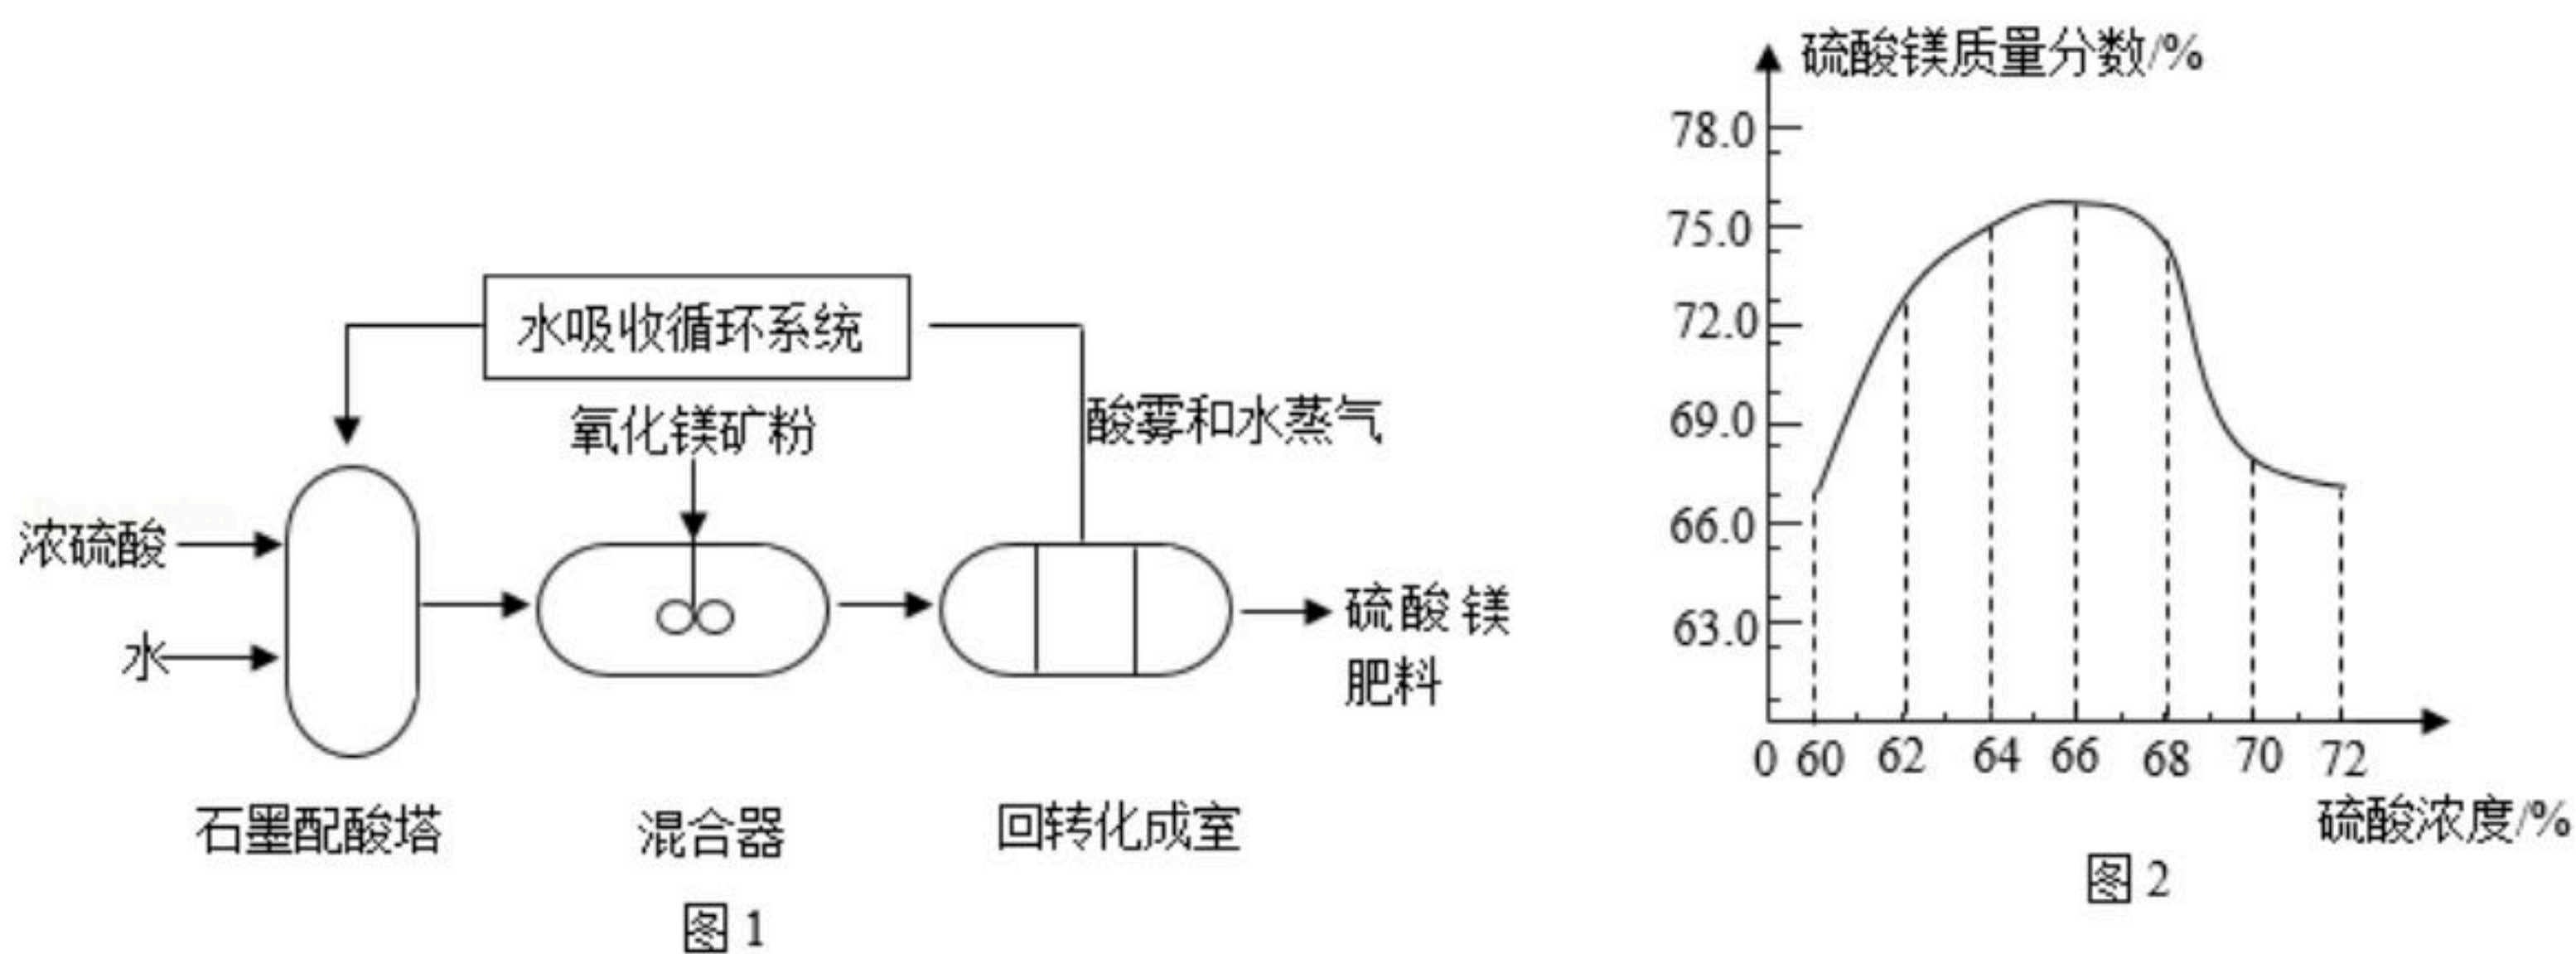 水吸收循环系统
氧化镁矿粉
酸雾和水蒸气
浓硫酸
水
硫酸镁
肥料
石墨配酸塔
混合器
回转化成室
图1
硫酸镁质量分数/%
78.0
75.0
72.0
69.0
66.0
63.0
0 60 62 64 66 68 70 72
硫酸浓度/%
图2